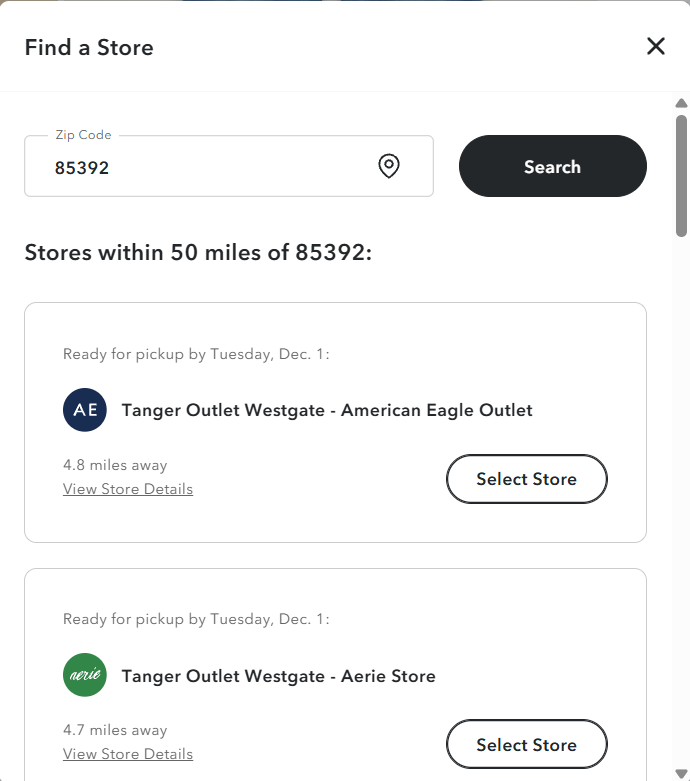 Find a Store
Zip Code
85392
Search
Stores within 50 miles of 85392:
Ready for pickup by Tuesday, Dec. 1:
AE
Tanger Outlet Westgate - American Eagle Outlet
4.8 miles away
View Store Details
Select Store
Ready for pickup by Tuesday, Dec. 1:
aerie
Tanger Outlet Westgate - Aerie Store
4.7 miles away
View Store Details
Select Store